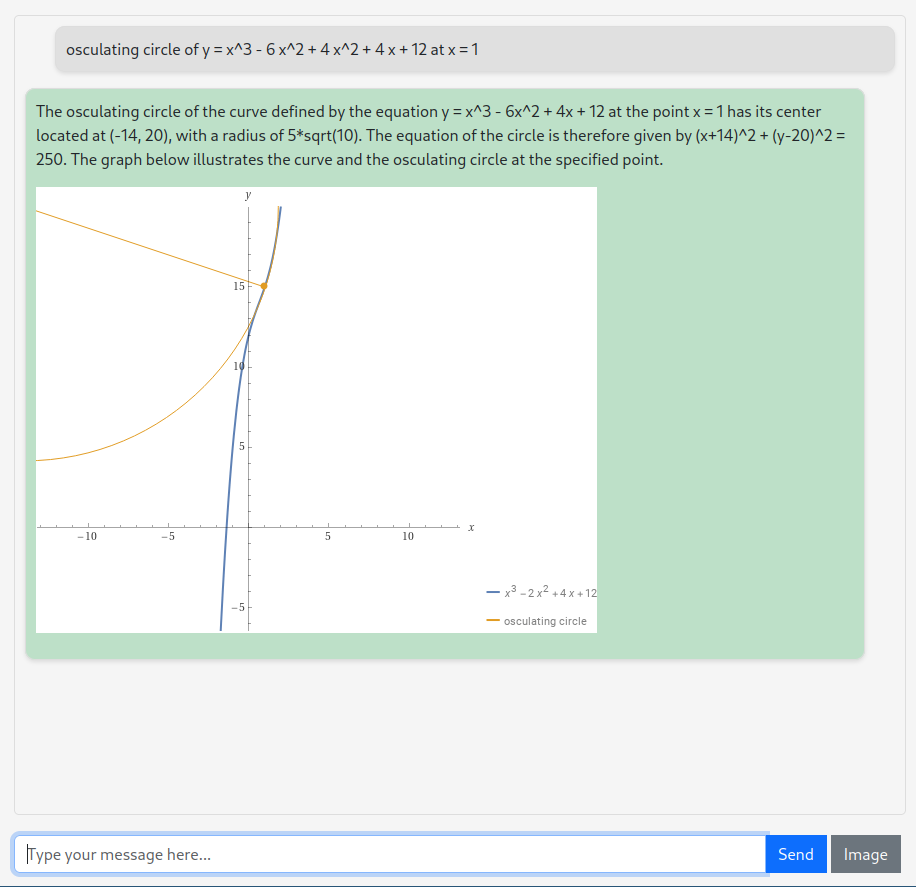 osculating circle of y = x^3 - 6 x^2 + 4 x^2 + 4 x + 12 at x = 1
The osculating circle of the curve defined by the equation y = x^3 - 6x^2 + 4x + 12 at the point x = 1 has its center
located at (-14, 20), with a radius of 5*sqrt(10). The equation of the circle is therefore given by (x+14)^2 + (y-20)^2 =
250. The graph below illustrates the curve and the osculating circle at the specified point.
y
15
10
5
x
−10 −5 5 10
−5
x³ − 2 x² + 4 x + 12
osculating circle
Type your message here...
Send
Image